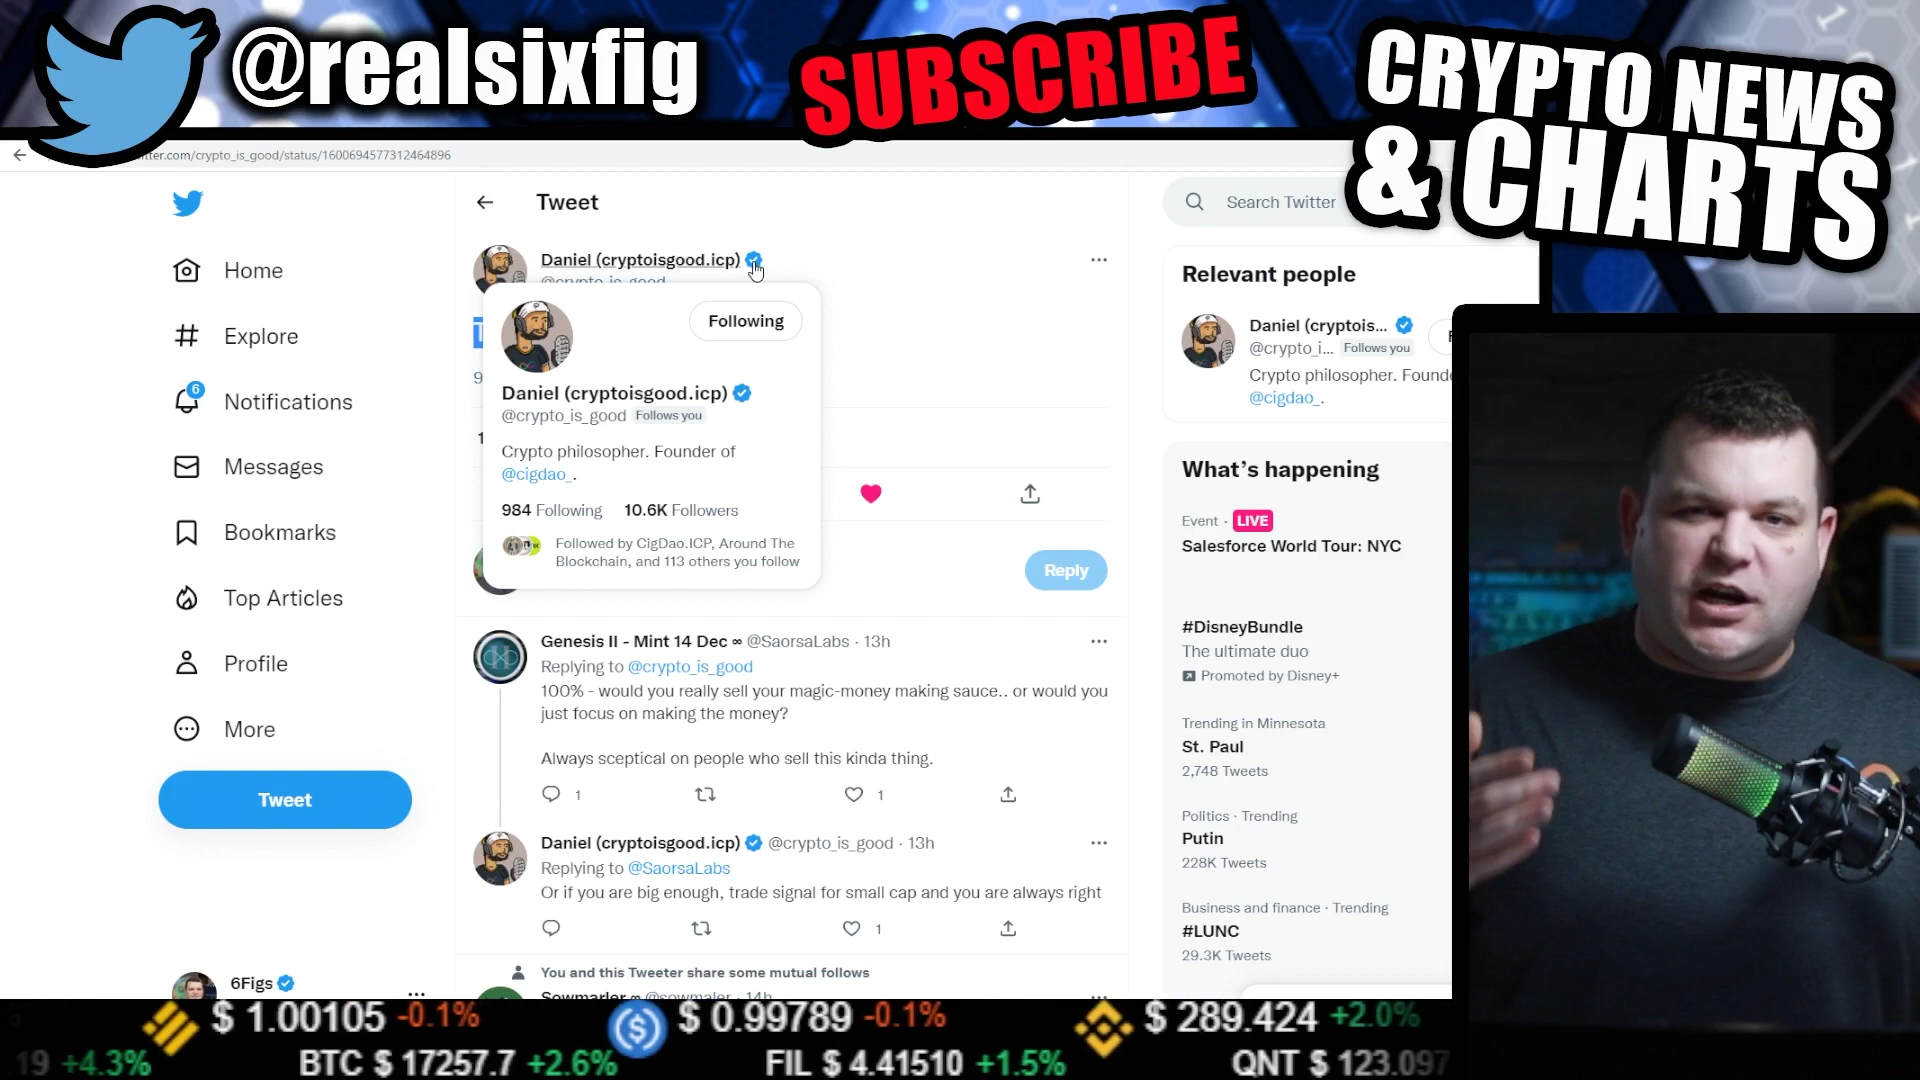 @realsixfig
SUBSCRIBE
CRYPTO NEWS
& CHARTS
tter.com/crypto_is_good/status/1600694577312464896
Tweet
Search Twitter
Home
Explore
6
Notifications
Messages
Bookmarks
Top Articles
Profile
More
Tweet
6Figs
Daniel (cryptoisgood.icp)
@crypto_is_good
Following
Daniel (cryptoisgood.icp)
@crypto_is_good Follows you
Crypto philosopher. Founder of
@cigdao_.
984 Following 10.6K Followers
Followed by CigDao.ICP, Around The
Blockchain, and 113 others you follow
Reply
Genesis II - Mint 14 Dec ∞ @SaorsaLabs · 13h
Replying to @crypto_is_good
100% - would you really sell your magic-money making sauce.. or would you
just focus on making the money?
Always sceptical on people who sell this kinda thing.
1 1
Daniel (cryptoisgood.icp) @crypto_is_good · 13h
Replying to @SaorsaLabs
Or if you are big enough, trade signal for small cap and you are always right
1
You and this Tweeter share some mutual follows
Sowmarler ∞ @sowmaler · 14h
Relevant people
Daniel (cryptois...
@crypto_i... Follows you
Crypto philosopher. Founde
@cigdao_.
What's happening
Event · LIVE
Salesforce World Tour: NYC
#DisneyBundle
The ultimate duo
Promoted by Disney+
Trending in Minnesota
St. Paul
2,748 Tweets
Politics · Trending
Putin
228K Tweets
Business and finance · Trending
#LUNC
29.3K Tweets
$ 1.00105 -0.1% $ 0.99789 -0.1% $ 289.424 +2.0%
19 +4.3% BTC $ 17257.7 +2.6% FIL $ 4.41510 +1.5% QNT $ 123.097